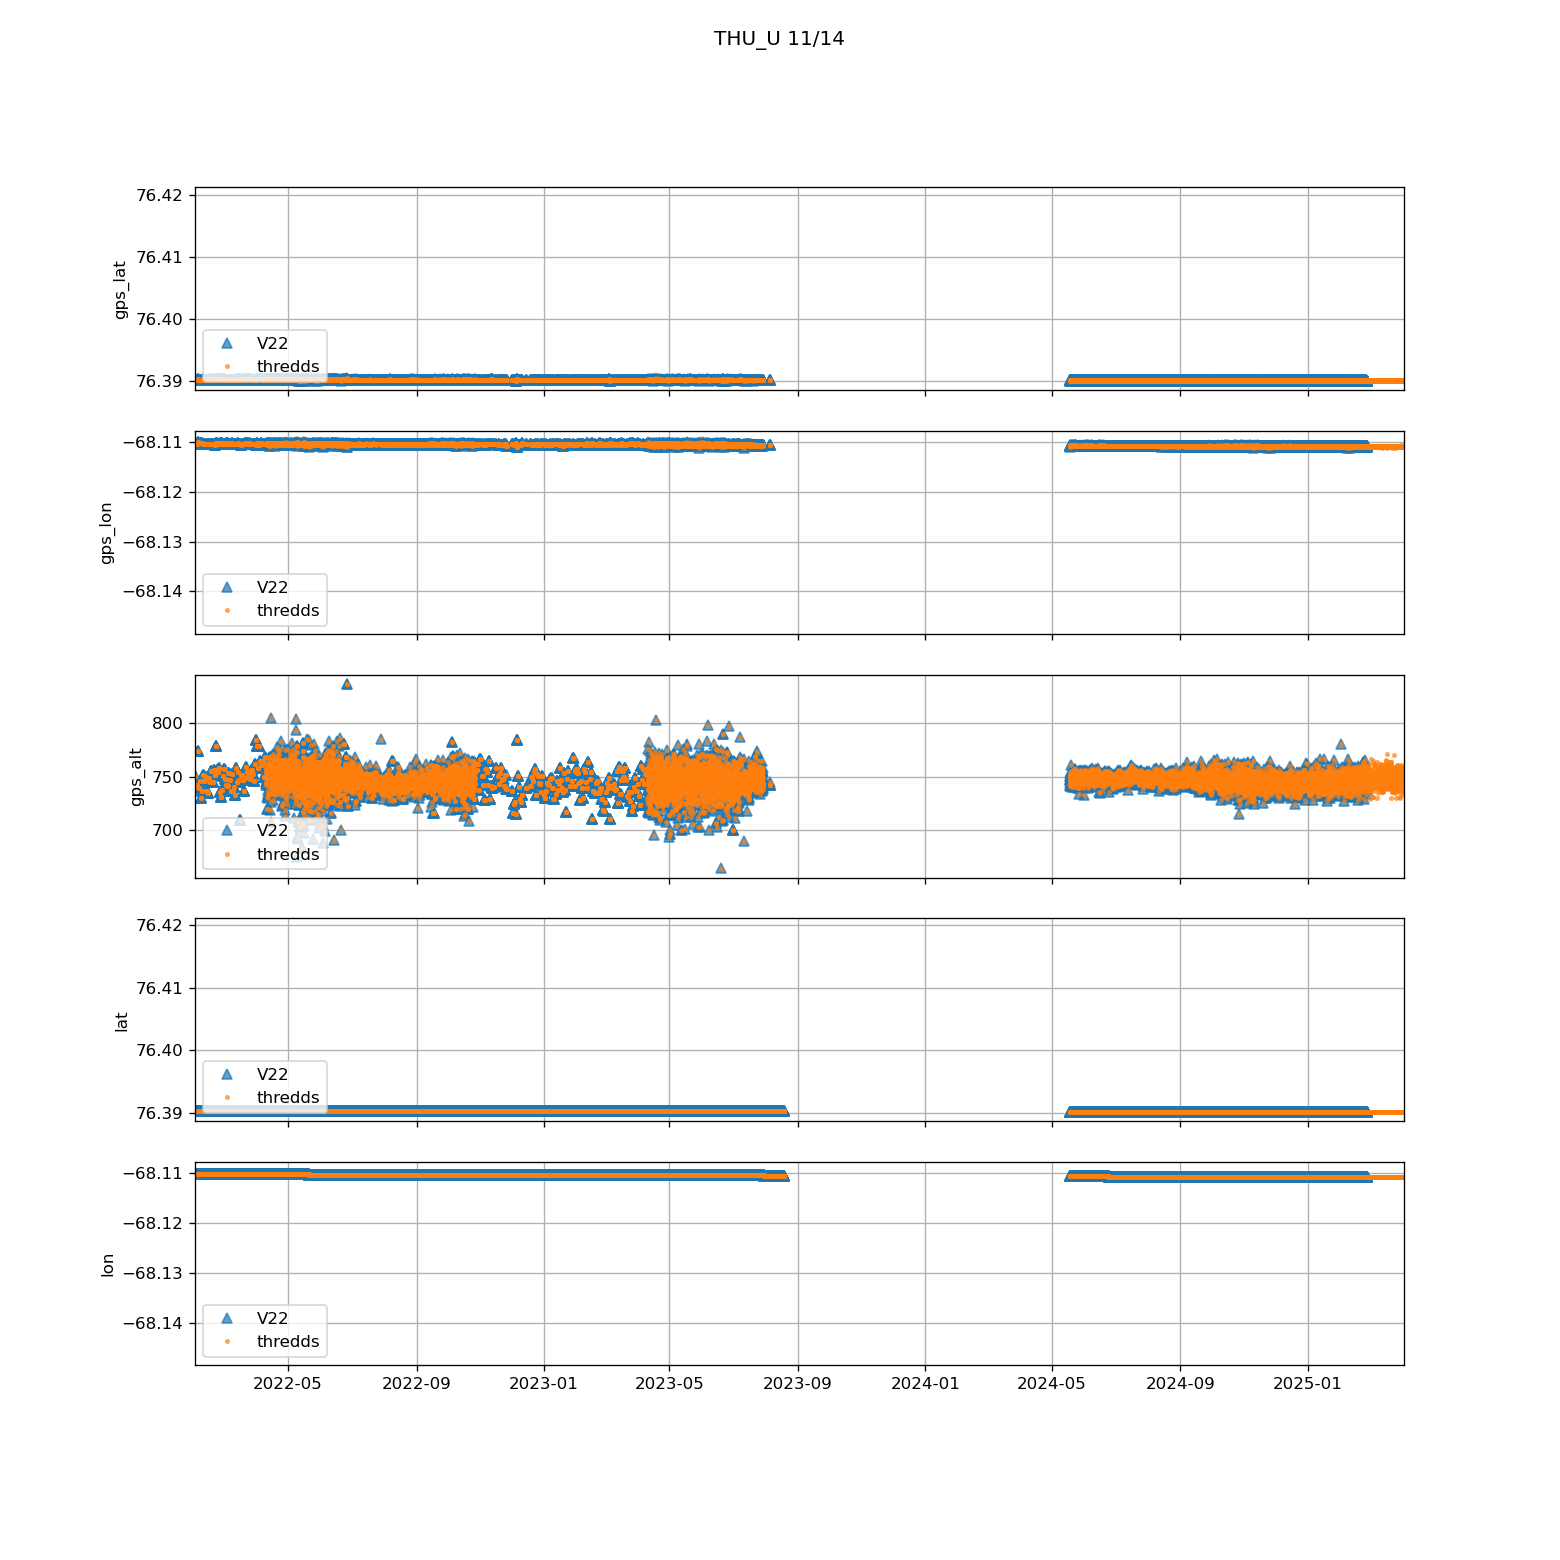 THU_U 11/14
76.42
76.41
76.40
76.39
gps_lat
V22
thredds
−68.11
−68.12
−68.13
−68.14
gps_lon
V22
thredds
800
750
700
gps_alt
V22
thredds
76.42
76.41
76.40
76.39
lat
V22
thredds
−68.11
−68.12
−68.13
−68.14
lon
V22
thredds
2022-05 2022-09 2023-01 2023-05 2023-09 2024-01 2024-05 2024-09 2025-01